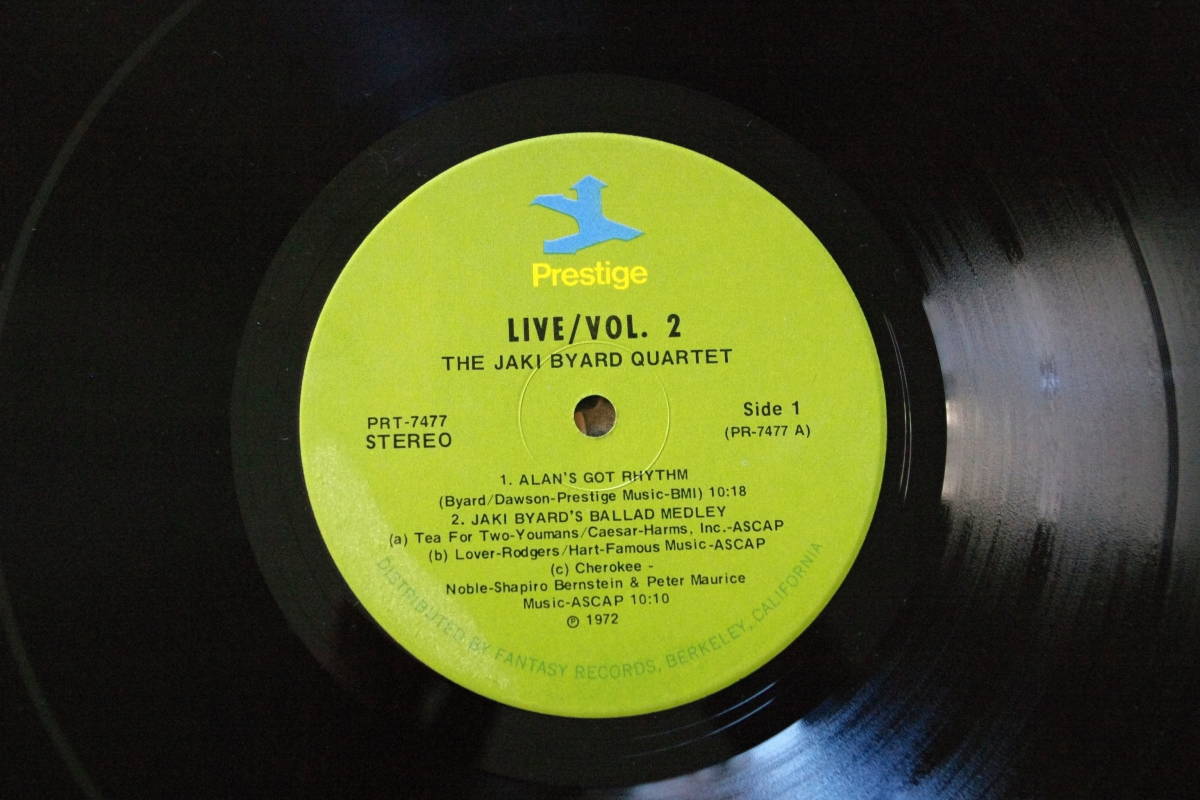 Prestige
LIVE/VOL. 2
THE JAKI BYARD QUARTET
PRT-7477
STEREO
Side 1
(PR-7477 A)
1. ALAN'S GOT RHYTHM
(Byard/Dawson-Prestige Music-BMI) 10:18
2. JAKI BYARD'S BALLAD MEDLEY
(a) Tea For Two-Youmans/Caesar-Harms, Inc.-ASCAP
(b) Lover-Rodgers/Hart-Famous Music-ASCAP
(c) Cherokee -
Noble-Shapiro Bernstein & Peter Maurice
Music-ASCAP 10:10
℗ 1972
DISTRIBUTED BY FANTASY RECORDS, BERKELEY, CALIFORNIA